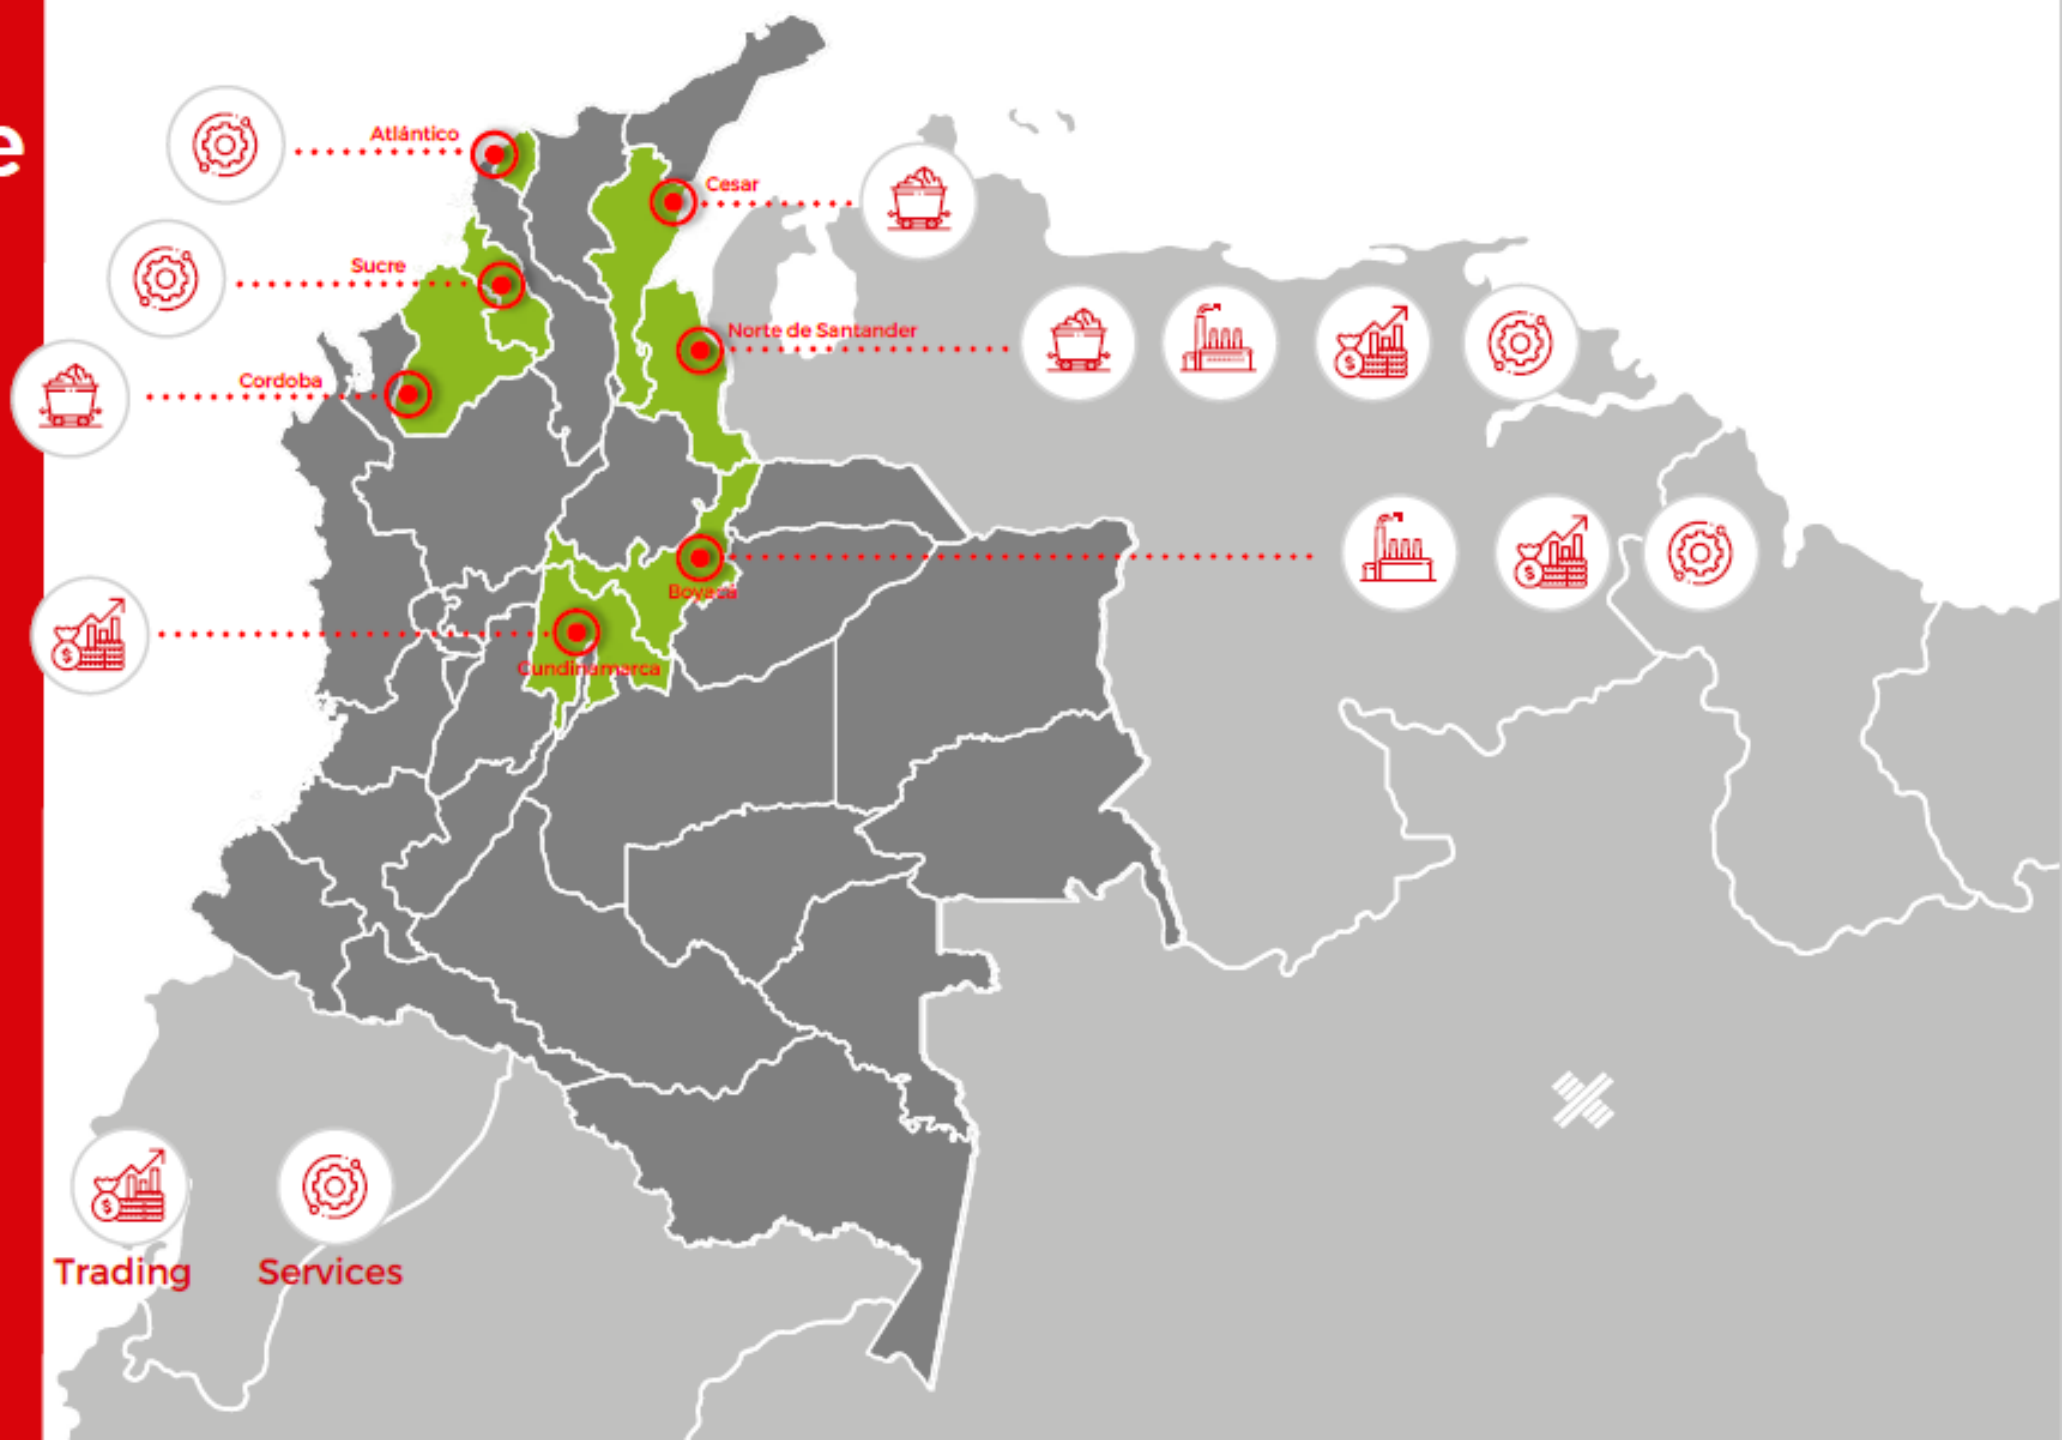 e
Atlántico
Cesar
Sucre
Norte de Santander
Cordoba
Boyacá
Cundinamarca
Trading
Services